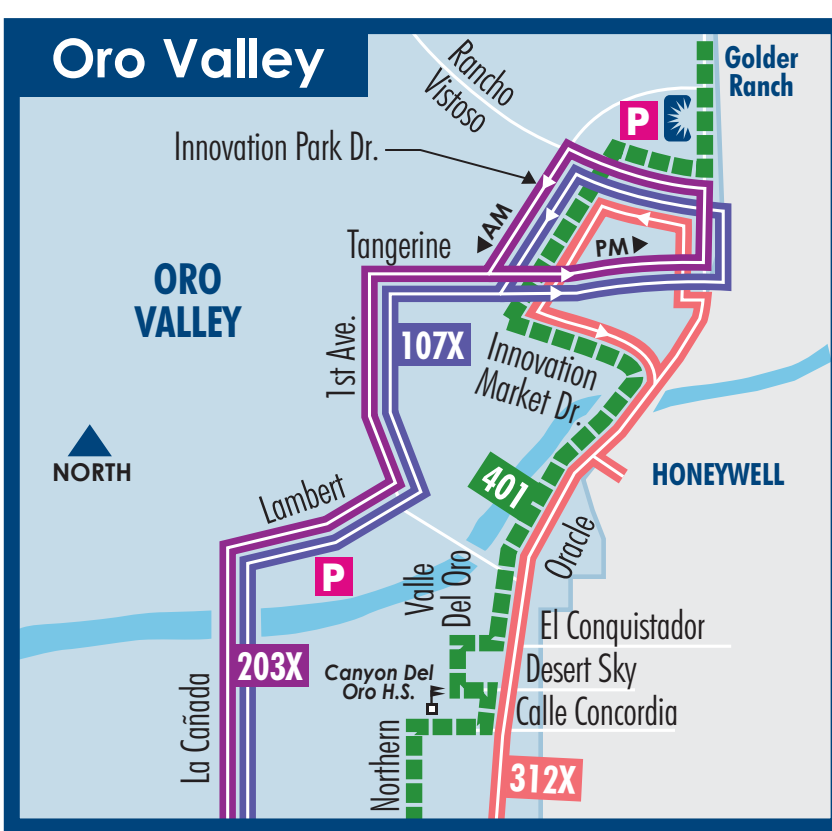 Oro Valley
Rancho
Vistoso
Golder
Ranch
P
Innovation Park Dr.
AM
PM
Tangerine
ORO
VALLEY
1st Ave.
107X
Innovation
Market Dr.
NORTH
HONEYWELL
401
Lambert
Oracle
P
Valle
Del Oro
El Conquistador
203X
Canyon Del
Oro H.S.
Desert Sky
Calle Concordia
La Cañada
Northern
312X